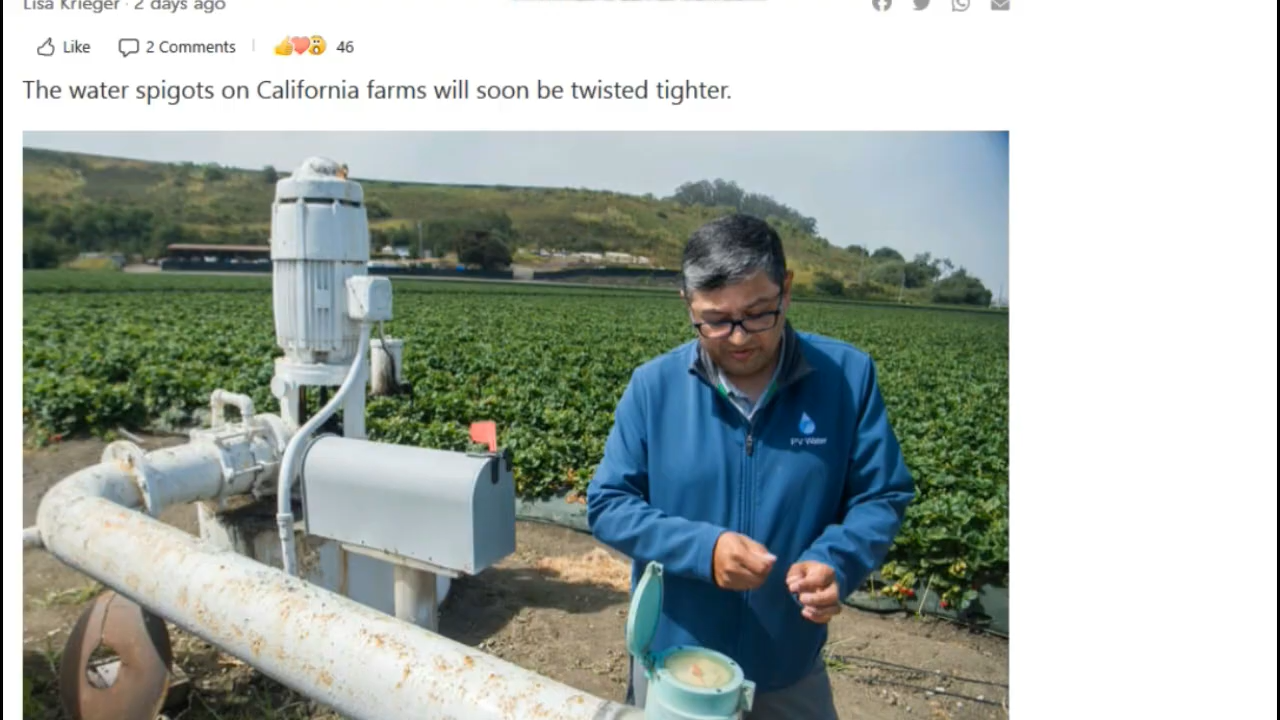 Lisa Krieger · 2 days ago
Like 2 Comments 46
The water spigots on California farms will soon be twisted tighter.
PV Water